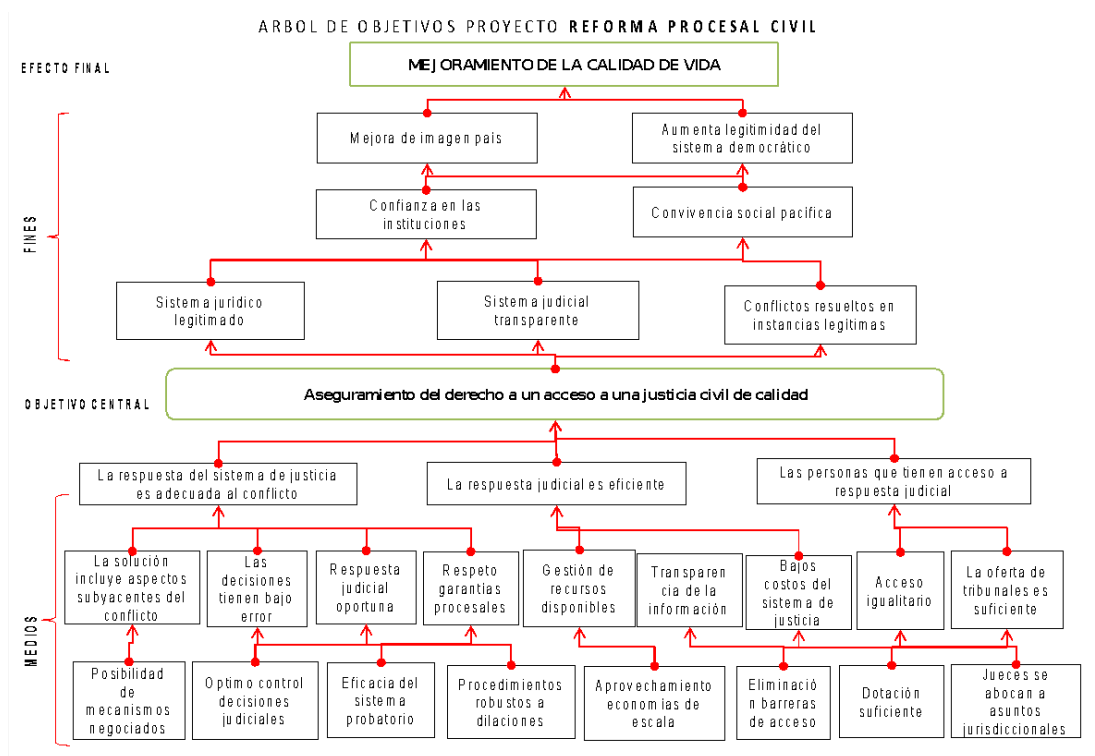 ARBOL DE OBJETIVOS PROYECTO REFORMA PROCESAL CIVIL
EFECTO FINAL
MEJORAMIENTO DE LA CALIDAD DE VIDA
FINES
Mejora de imagen país
Aumenta legitimidad del
sistema democrático
Confianza en las
instituciones
Convivencia social pacífica
Sistema jurídico
legitimado
Sistema judicial
transparente
Conflictos resueltos en
instancias legítimas
OBJETIVO CENTRAL
Aseguramiento del derecho a un acceso a una justicia civil de calidad
MEDIOS
La respuesta del sistema de justicia
es adecuada al conflicto
La respuesta judicial es eficiente
Las personas que tienen acceso a
respuesta judicial
La solución
incluye aspectos
subyacentes del
conflicto
Las
decisiones
tienen bajo
error
Respuesta
judicial
oportuna
Respeto
garantías
procesales
Gestión de
recursos
disponibles
Transparen
cia de la
información
Bajos
costos del
sistema de
justicia
Acceso
igualitario
La oferta de
tribunales es
suficiente
Posibilidad
de
mecanismos
negociados
Optimo control
decisiones
judiciales
Eficacia del
sistema
probatorio
Procedimientos
robustos a
dilaciones
Aprovechamiento
economías de
escala
Eliminació
n barreras
de acceso
Dotación
suficiente
Jueces se
abocan a
asuntos
jurisdiccionales